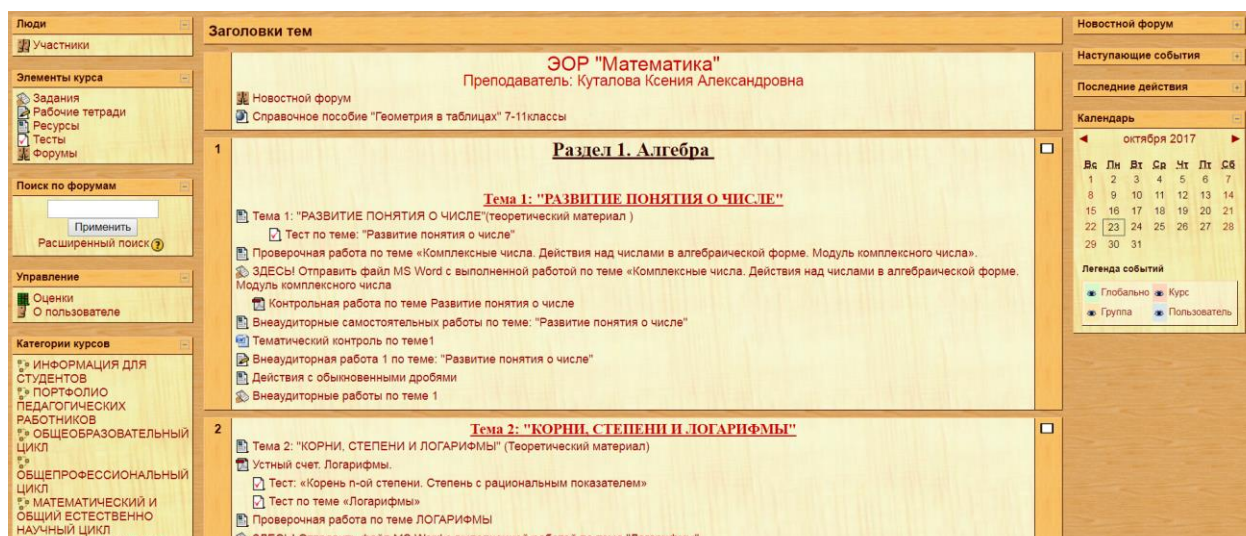 Люди
Участники
Элементы курса
Задания
Рабочие тетради
Ресурсы
Тесты
Форумы
Поиск по форумам
Применить
Расширенный поиск
Управление
Оценки
О пользователе
Категории курсов
ИНФОРМАЦИЯ ДЛЯ
СТУДЕНТОВ
ПОРТФОЛИО
ПЕДАГОГИЧЕСКИХ
РАБОТНИКОВ
ОБЩЕОБРАЗОВАТЕЛЬНЫЙ
ЦИКЛ
ОБЩЕПРОФЕССИОНАЛЬНЫЙ
ЦИКЛ
МАТЕМАТИЧЕСКИЙ И
ОБЩИЙ ЕСТЕСТВЕННО
НАУЧНЫЙ ЦИКЛ
Заголовки тем
ЭОР "Математика"
Преподаватель: Куталова Ксения Александровна
Новостной форум
Справочное пособие "Геометрия в таблицах" 7-11классы
1
Раздел 1. Алгебра
Тема 1: "РАЗВИТИЕ ПОНЯТИЯ О ЧИСЛЕ"
Тема 1: "РАЗВИТИЕ ПОНЯТИЯ О ЧИСЛЕ"(теоретический материал )
Тест по теме: "Развитие понятия о числе"
Проверочная работа по теме «Комплексные числа. Действия над числами в алгебраической форме. Модуль комплексного числа».
ЗДЕСЬ! Отправить файл MS Word с выполненной работой по теме «Комплексные числа. Действия над числами в алгебраической форме.
Модуль комплексного числа
Контрольная работа по теме Развитие понятия о числе
Внеаудиторные самостоятельных работы по теме: "Развитие понятия о числе"
Тематический контроль по теме1
Внеаудиторная работа 1 по теме: "Развитие понятия о числе"
Действия с обыкновенными дробями
Внеаудиторные работы по теме 1
2
Тема 2: "КОРНИ, СТЕПЕНИ И ЛОГАРИФМЫ"
Тема 2: "КОРНИ, СТЕПЕНИ И ЛОГАРИФМЫ" (Теоретический материал)
Устный счет. Логарифмы.
Тест: «Корень n-ой степени. Степень с рациональным показателем»
Тест по теме «Логарифмы»
Проверочная работа по теме ЛОГАРИФМЫ
Новостной форум
Наступающие события
Последние действия
Календарь
октября 2017
Вс Пн Вт Ср Чт Пт Сб
1 2 3 4 5 6 7
8 9 10 11 12 13 14
15 16 17 18 19 20 21
22 23 24 25 26 27 28
29 30 31
Легенда событий
Глобально Курс
Группа Пользователь